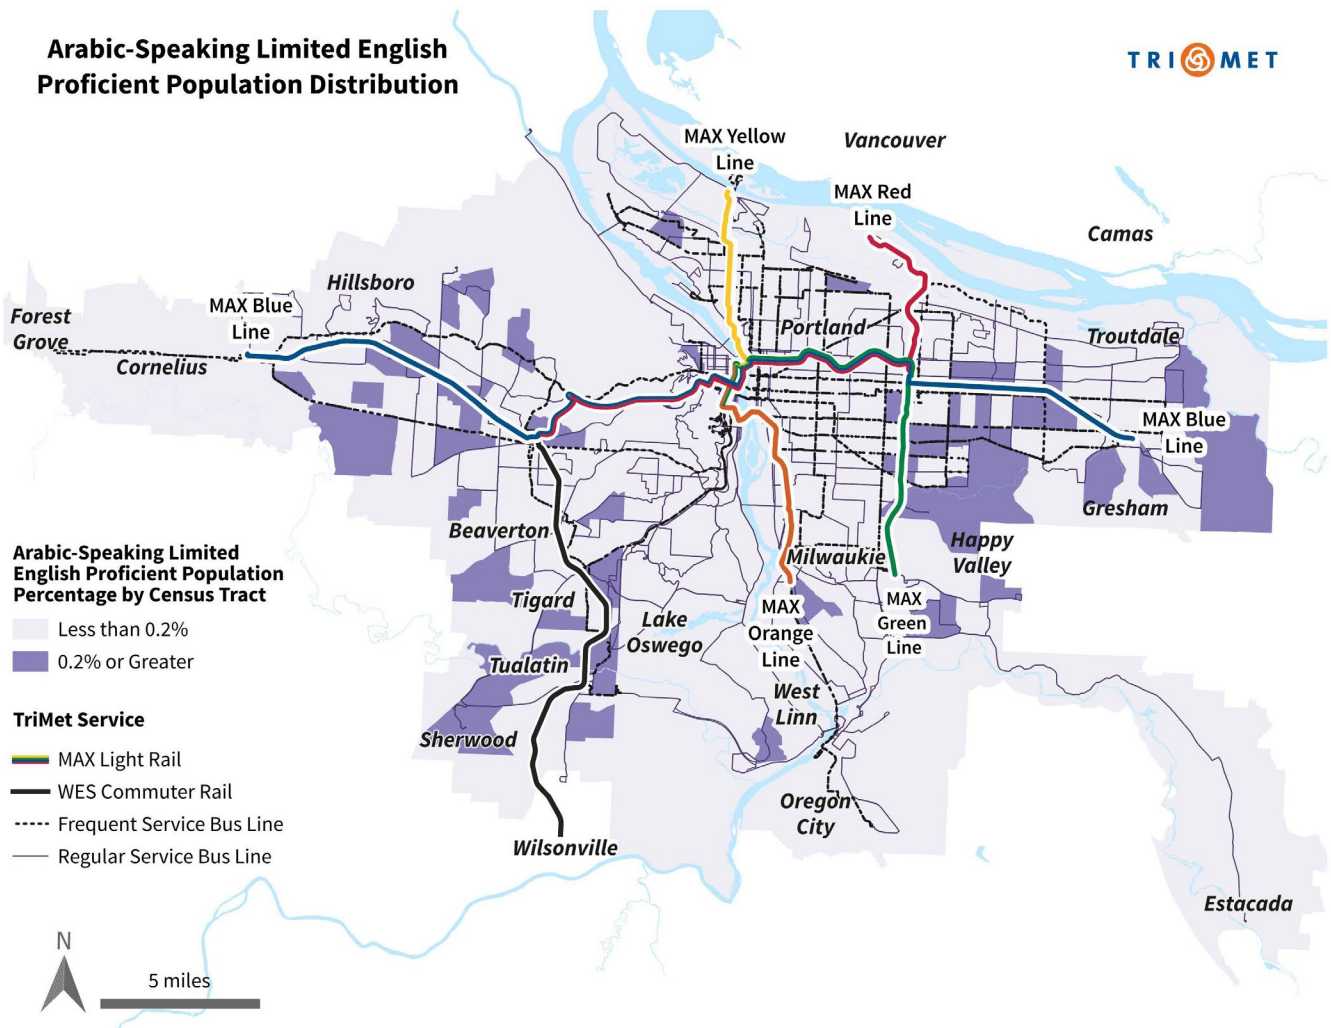 Arabic-Speaking Limited English
Proficient Population Distribution
TRIMET
MAX Yellow
Line
Vancouver
MAX Red
Line
Camas
Hillsboro
MAX Blue
Line
Forest
Grove
Cornelius
Portland
Troutdale
MAX Blue
Line
Gresham
Beaverton
Happy
Valley
Milwaukie
Tigard
Lake
Oswego
MAX
Orange
Line
MAX
Green
Line
Tualatin
West
Linn
Sherwood
Oregon
City
Wilsonville
Estacada
Arabic-Speaking Limited
English Proficient Population
Percentage by Census Tract
Less than 0.2%
0.2% or Greater
TriMet Service
MAX Light Rail
WES Commuter Rail
Frequent Service Bus Line
Regular Service Bus Line
N
5 miles